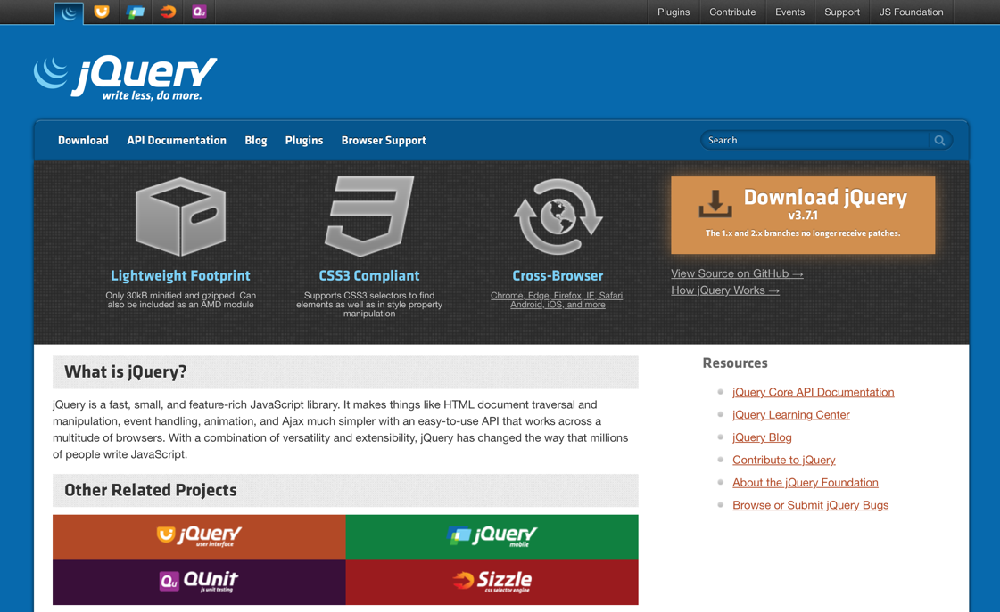 Plugins
Contribute
Events
Support
JS Foundation
jQuery
write less, do more.
Download
API Documentation
Blog
Plugins
Browser Support
Search
Lightweight Footprint
Only 30kB minified and gzipped. Can
also be included as an AMD module
CSS3 Compliant
Supports CSS3 selectors to find
elements as well as in style property
manipulation
Cross-Browser
Chrome, Edge, Firefox, IE, Safari,
Android, iOS, and more
Download jQuery
v3.7.1
The 1.x and 2.x branches no longer receive patches.
View Source on GitHub →
How jQuery Works →
What is jQuery?
jQuery is a fast, small, and feature-rich JavaScript library. It makes things like HTML document traversal and
manipulation, event handling, animation, and Ajax much simpler with an easy-to-use API that works across a
multitude of browsers. With a combination of versatility and extensibility, jQuery has changed the way that millions
of people write JavaScript.
Other Related Projects
jQuery
user interface
jQuery
mobile
Qu QUnit
js unit testing
Sizzle
css selector engine
Resources
jQuery Core API Documentation
jQuery Learning Center
jQuery Blog
Contribute to jQuery
About the jQuery Foundation
Browse or Submit jQuery Bugs